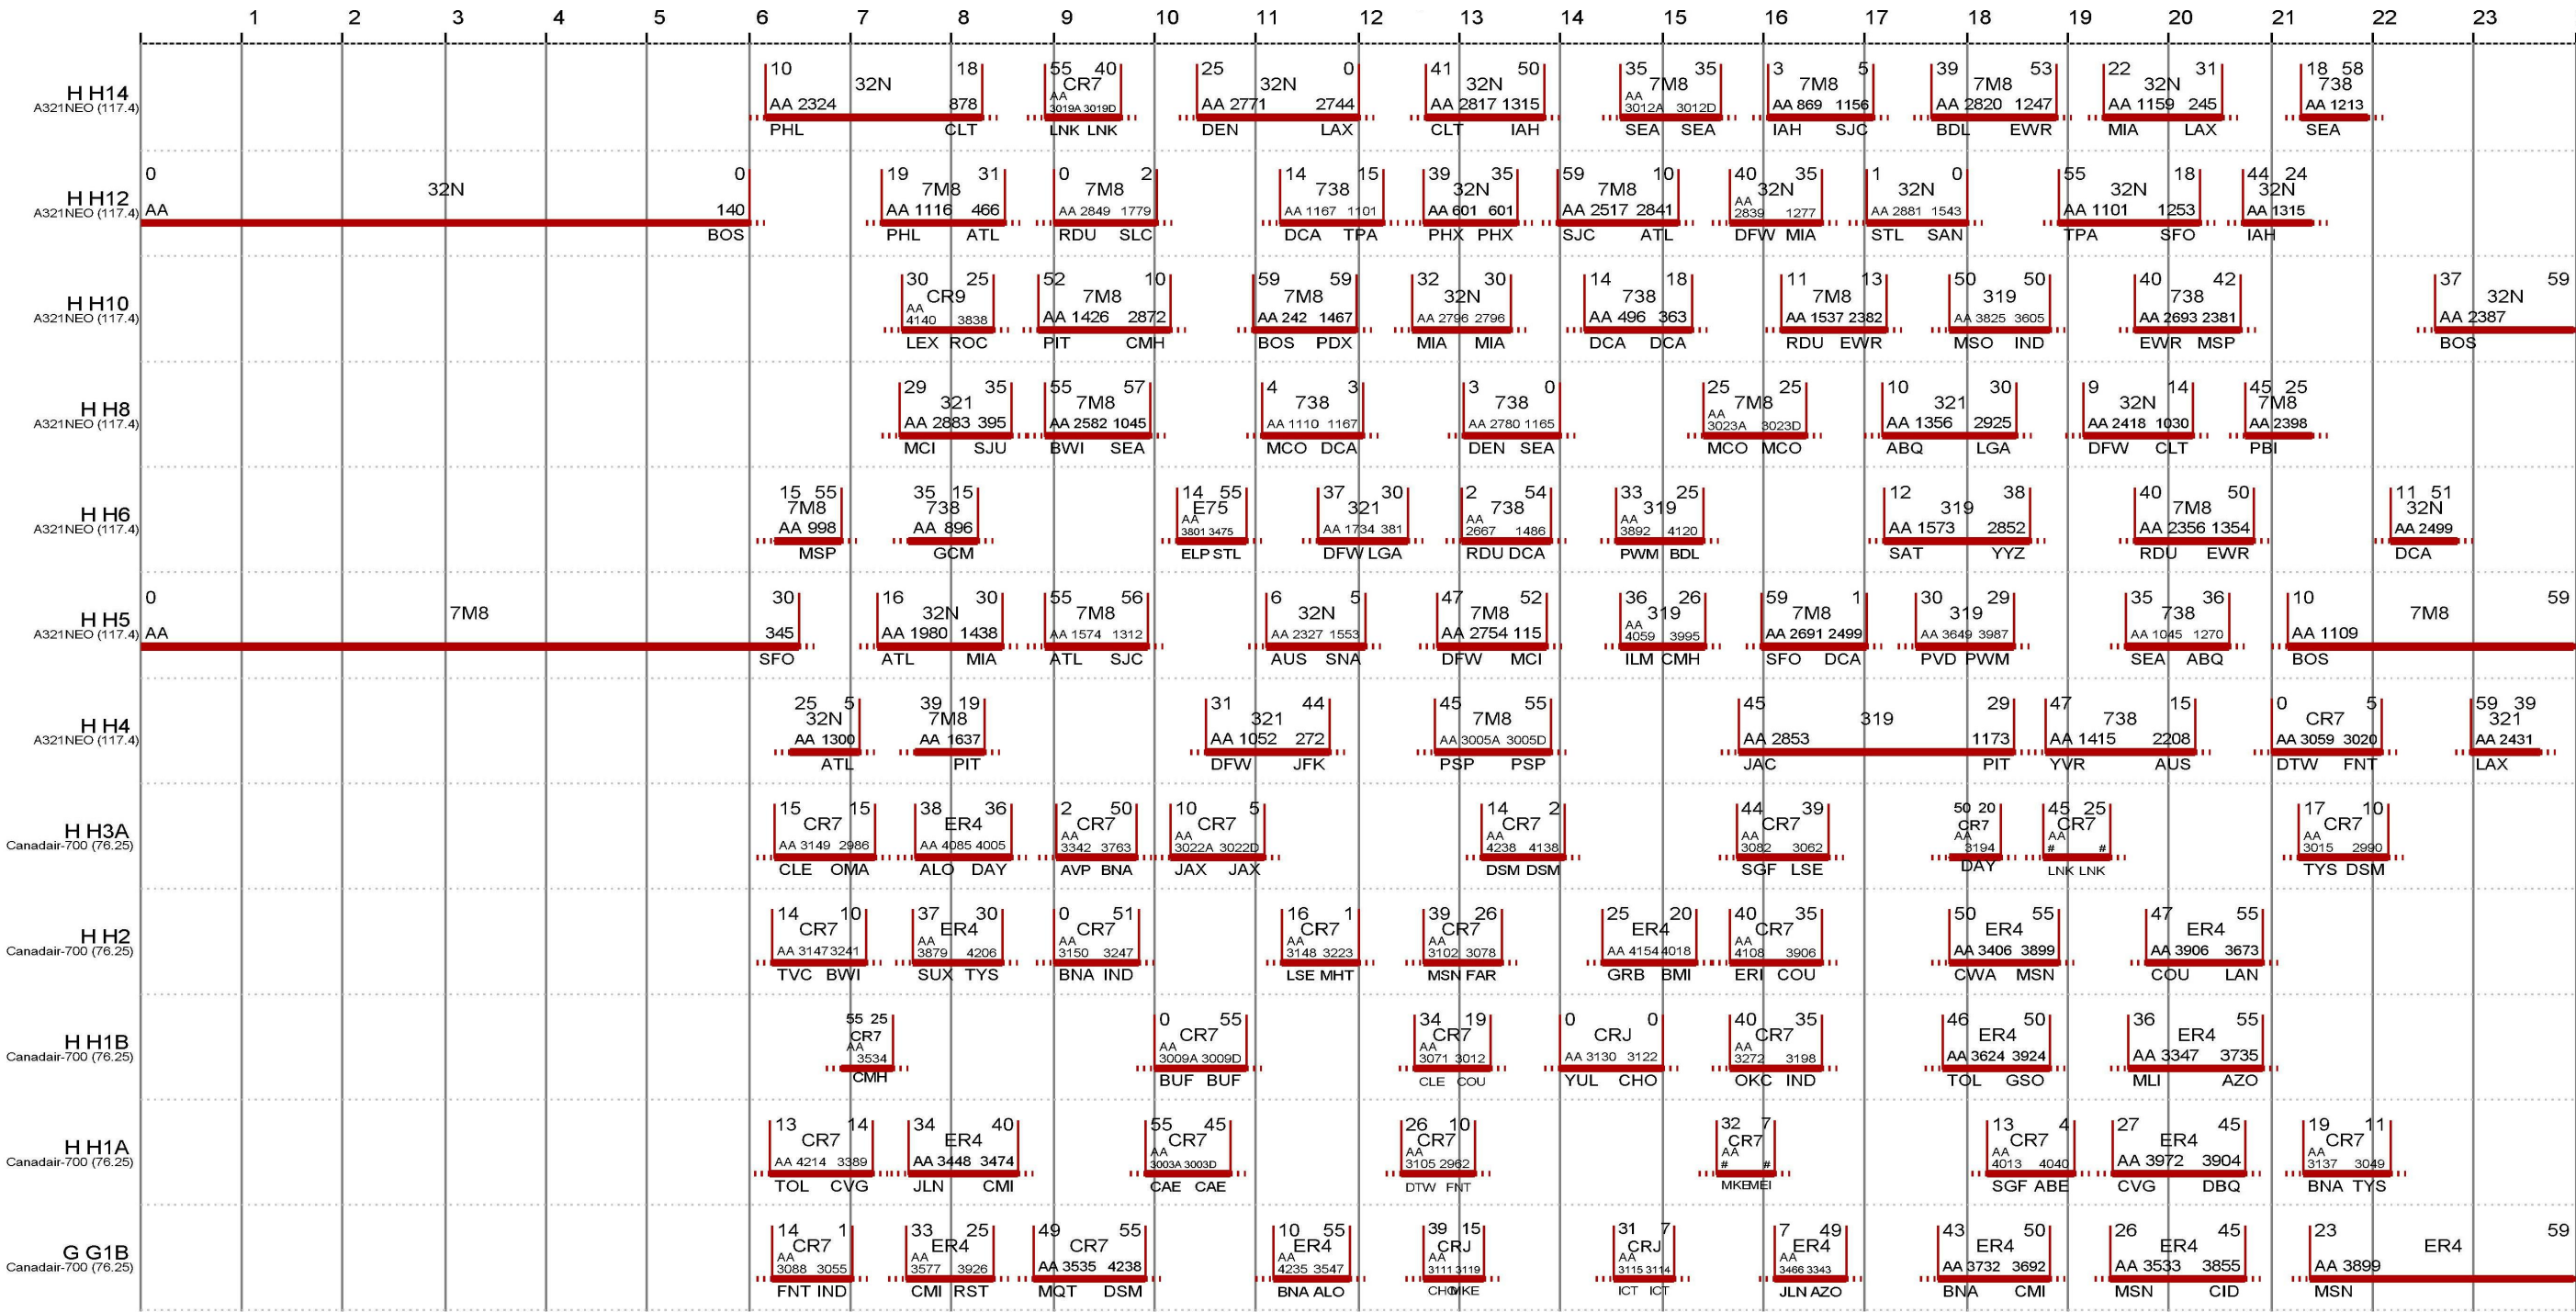 1 2 3 4 5 6 7 8 9 10 11 12 13 14 15 16 17 18 19 20 21 22 23
10 18 55 40 25 0 41 50 35 35 3 5 39 53 22 31 18 58
H H14 32N CR7 32N 32N 7M8 7M8 7M8 32N 738
A321NEO (117.4) AA 2324 878 AA 3019A 3019D AA 2771 2744 AA 2817 1315 AA 3012A 3012D AA 869 1156 AA 2820 1247 AA 1159 245 AA 1213
PHL CLT LNK LNK DEN LAX CLT IAH SEA SEA IAH SJC BDL EWR MIA LAX SEA
0 0 19 31 0 2 14 15 39 35 59 10 40 35 1 0 55 18 44 24
H H12 32N 7M8 7M8 738 32N 7M8 32N 32N 32N 32N
A321NEO (117.4) AA 140 AA 1116 466 AA 2849 1779 AA 1167 1101 AA 601 601 AA 2517 2841 AA 2839 1277 AA 2881 1543 AA 1101 1253 AA 1315
BOS PHL ATL RDU SLC DCA TPA PHX PHX SJC ATL DFW MIA STL SAN TPA SFO IAH
30 25 52 10 59 59 32 30 14 18 11 13 50 50 40 42 37 59
H H10 CR9 7M8 7M8 32N 738 7M8 319 738 32N
A321NEO (117.4) AA 4140 3838 AA 1426 2872 AA 242 1467 AA 2796 2796 AA 496 363 AA 1537 2382 AA 3825 3605 AA 2693 2381 AA 2387
LEX ROC PIT CMH BOS PDX MIA MIA DCA DCA RDU EWR MSO IND EWR MSP BOS
29 35 55 57 4 3 3 0 25 25 10 30 9 14 45 25
H H8 321 7M8 738 738 7M8 321 32N 7M8
A321NEO (117.4) AA 2883 395 AA 2582 1045 AA 1110 1167 AA 2780 1165 AA 3023A 3023D AA 1356 2925 AA 2418 1030 AA 2398
MCI SJU BWI SEA MCO DCA DEN SEA MCO MCO ABQ LGA DFW CLT PBI
15 55 35 15 14 55 37 30 2 54 33 25 12 38 40 50 11 51
H H6 7M8 738 E75 321 738 319 319 7M8 32N
A321NEO (117.4) AA 998 AA 896 AA 3801 3475 AA 1734 381 AA 2667 1486 AA 3892 4120 AA 1573 2852 AA 2356 1354 AA 2499
MSP GCM ELP STL DFW LGA RDU DCA PWM BDL SAT YYZ RDU EWR DCA
0 30 16 30 55 56 6 5 47 52 36 26 59 1 30 29 35 36 10 59
H H5 7M8 32N 7M8 32N 7M8 319 7M8 319 738 7M8
A321NEO (117.4) AA 345 AA 1980 1438 AA 1574 1312 AA 2327 1553 AA 2754 115 AA 4059 3995 AA 2691 2499 AA 3649 3987 AA 1045 1270 AA 1109
SFO ATL MIA ATL SJC AUS SNA DFW MCI ILM CMH SFO DCA PVD PWM SEA ABQ BOS
25 5 39 19 31 44 45 55 45 29 47 15 0 5 59 39
H H4 32N 7M8 321 7M8 319 738 CR7 321
A321NEO (117.4) AA 1300 AA 1637 AA 1052 272 AA 3005A 3005D AA 2853 1173 AA 1415 2208 AA 3059 3020 AA 2431
ATL PIT DFW JFK PSP PSP JAC PIT YVR AUS DTW FNT LAX
15 15 38 36 2 50 10 5 14 2 44 39 50 20 45 25 17 10
H H3A CR7 ER4 CR7 CR7 CR7 CR7 CR7 CR7 CR7
Canadair-700 (76.25) AA 3149 2986 AA 4085 4005 AA 3342 3763 AA 3022A 3022D AA 4238 4138 AA 3082 3062 AA 3194 AA # # AA 3015 2990
CLE OMA ALO DAY AVP BNA JAX JAX DSM DSM SGF LSE DAY LNK LNK TYS DSM
14 10 37 30 0 51 16 1 39 26 25 20 40 35 50 55 47 55
H H2 CR7 ER4 CR7 CR7 CR7 ER4 CR7 ER4 ER4
Canadair-700 (76.25) AA 3147 3241 AA 3879 4206 AA 3150 3247 AA 3148 3223 AA 3102 3078 AA 4154 4018 AA 4108 3906 AA 3406 3899 AA 3906 3673
TVC BWI SUX TYS BNA IND LSE MHT MSN FAR GRB BMI ERI COU CWA MSN COU LAN
55 25 0 55 34 19 0 0 40 35 46 50 36 55
H H1B CR7 CR7 CR7 CRJ CR7 ER4 ER4
Canadair-700 (76.25) AA 3534 AA 3009A 3009D AA 3071 3012 AA 3130 3122 AA 3272 3198 AA 3624 3924 AA 3347 3735
CMH BUF BUF CLE COU YUL CHO OKC IND TOL GSO MLI AZO
13 14 34 40 55 45 26 10 32 7 13 4 27 45 19 11
H H1A CR7 ER4 CR7 CR7 CR7 CR7 ER4 CR7
Canadair-700 (76.25) AA 4214 3389 AA 3448 3474 AA 3003A 3003D AA 3105 2962 AA # # AA 4013 4040 AA 3972 3904 AA 3137 3049
TOL CVG JLN CMI CAE CAE DTW FNT MKE MEI SGF ABE CVG DBQ BNA TYS
14 1 33 25 49 55 10 55 39 15 31 7 7 49 43 50 26 45 23 59
G G1B CR7 ER4 CR7 ER4 CRJ CRJ ER4 ER4 ER4 ER4
Canadair-700 (76.25) AA 3088 3055 AA 3577 3926 AA 3535 4238 AA 4235 3547 AA 3111 3119 AA 3115 3114 AA 3466 3343 AA 3732 3692 AA 3533 3855 AA 3899
FNT IND CMI RST MQT DSM BNA ALO CHO MKE ICT ICT JLN AZO BNA CMI MSN CID MSN